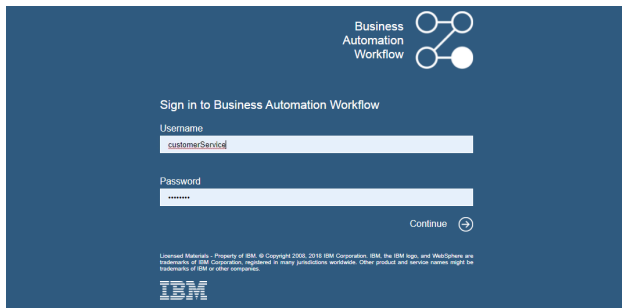 Business
Automation
Workflow
Sign in to Business Automation Workflow
Username
customerService
Password
••••••••
Continue
Licensed Materials - Property of IBM. © Copyright 2008, 2018 IBM Corporation. IBM, the IBM logo, and WebSphere are
trademarks of IBM Corporation, registered in many jurisdictions worldwide. Other product and service names might be
trademarks of IBM or other companies.
IBM